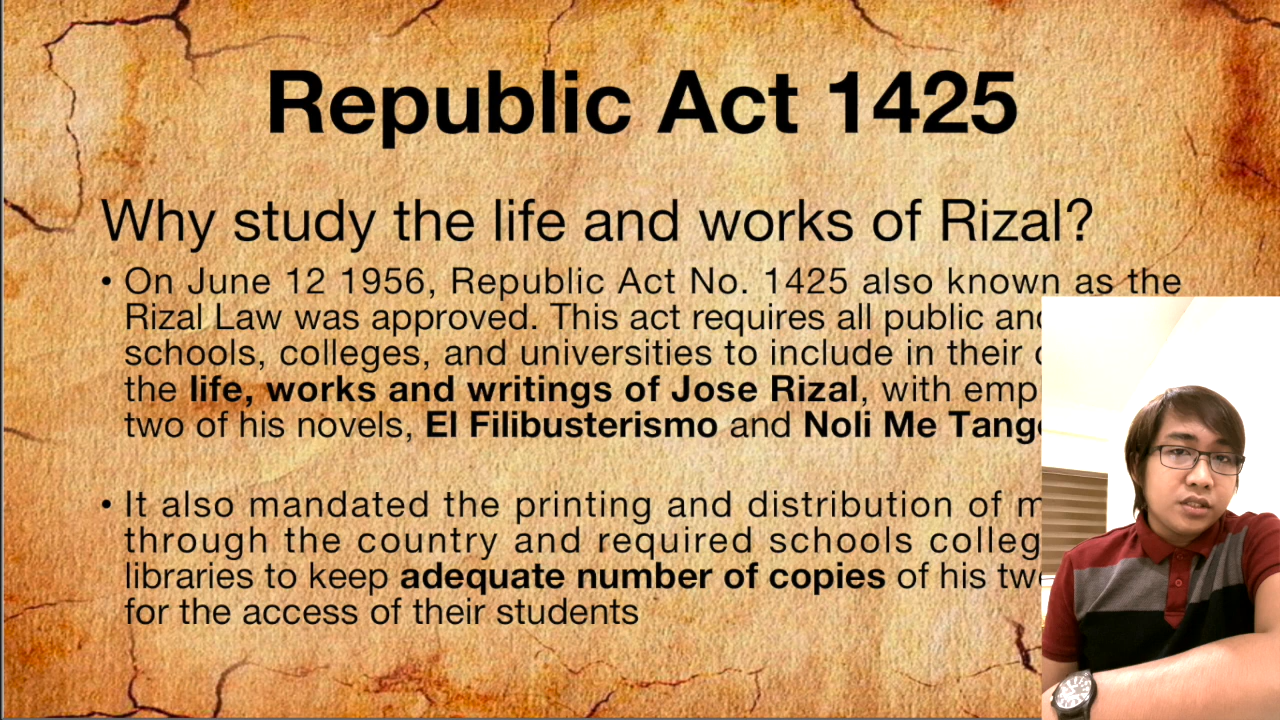 Republic Act 1425
Why study the life and works of Rizal?
• On June 12 1956, Republic Act No. 1425 also known as the
Rizal Law was approved. This act requires all public
schools, colleges, and universities to include in their
the life, works and writings of Jose Rizal, with
two of his novels, El Filibusterismo and Noli Me
• It also mandated the printing and distribution of
through the country and required schools
libraries to keep adequate number of copies of his
for the access of their students